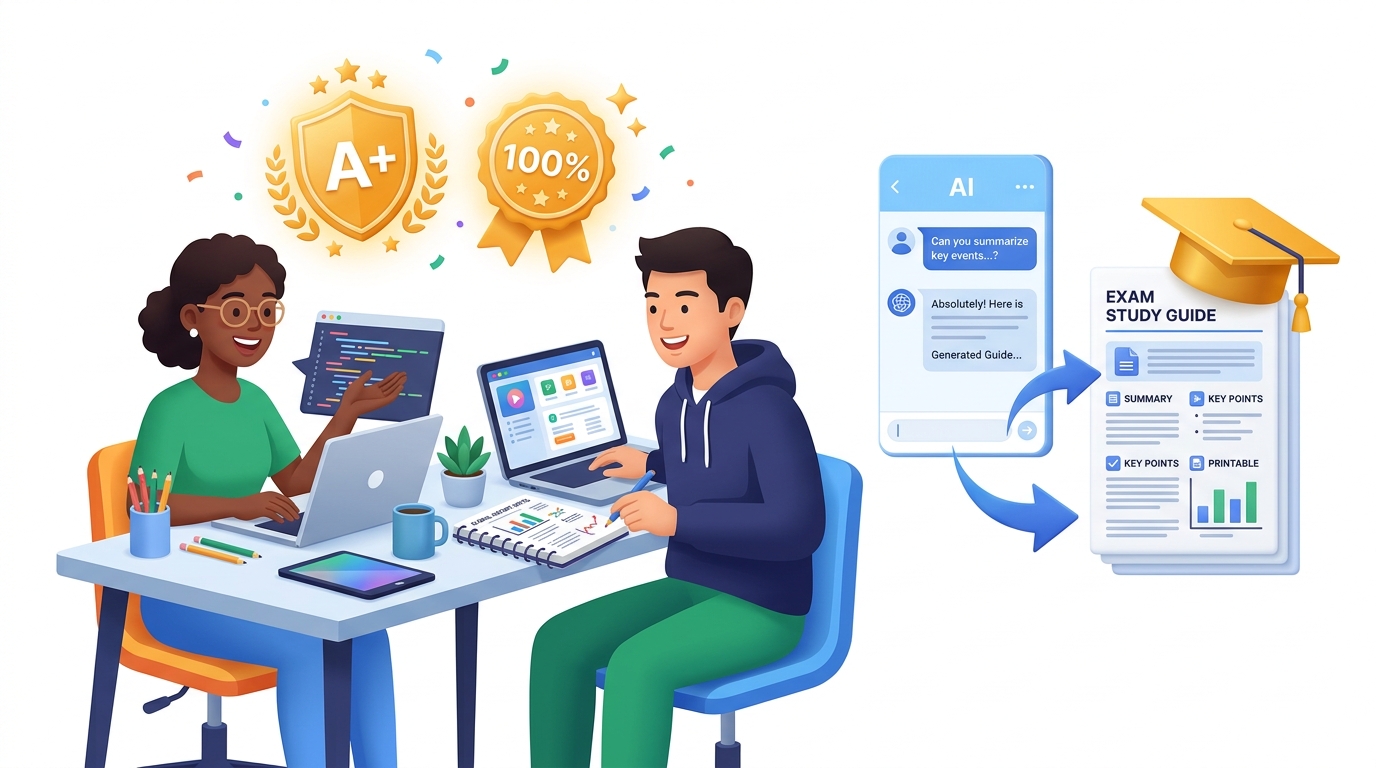 A+
100%
AI
Can you summarize
key events...?
Absolutely! Here is
Generated Guide...
EXAM
STUDY GUIDE
SUMMARY
KEY POINTS
KEY POINTS
PRINTABLE